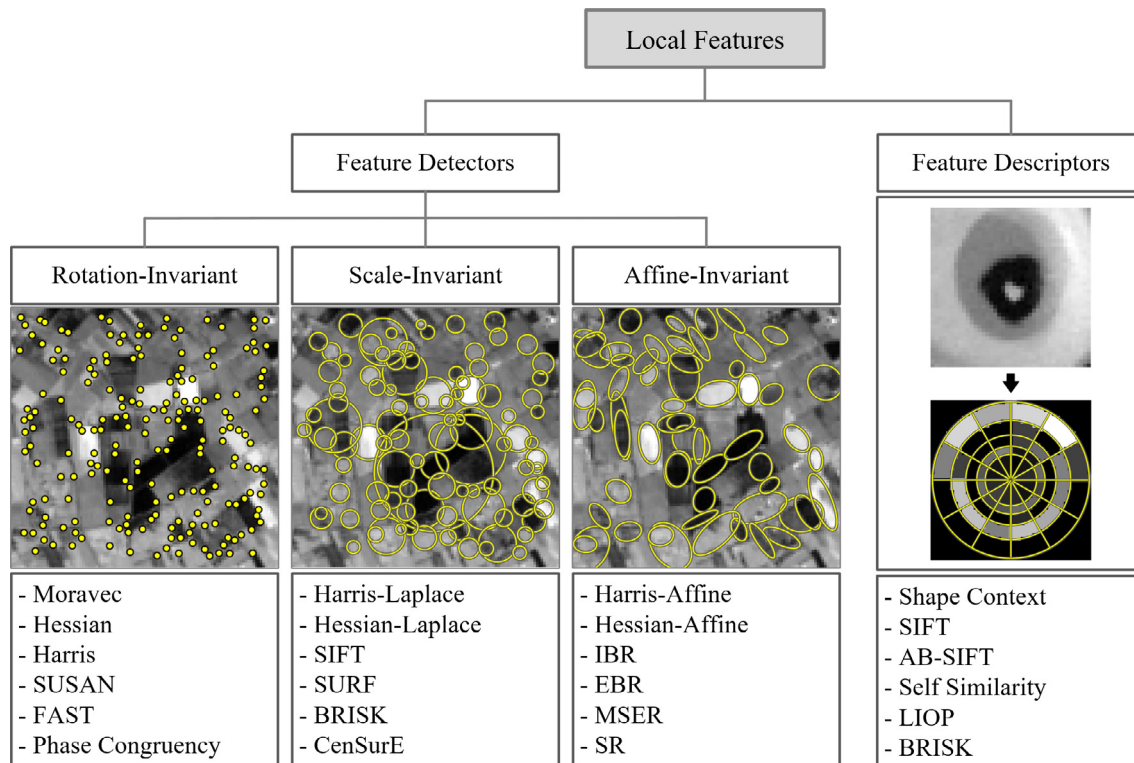 Local Features
Feature Detectors
Feature Descriptors
Rotation-Invariant
Scale-Invariant
Affine-Invariant
- Moravec
- Hessian
- Harris
- SUSAN
- FAST
- Phase Congruency
- Harris-Laplace
- Hessian-Laplace
- SIFT
- SURF
- BRISK
- CenSurE
- Harris-Affine
- Hessian-Affine
- IBR
- EBR
- MSER
- SR
- Shape Context
- SIFT
- AB-SIFT
- Self Similarity
- LIOP
- BRISK